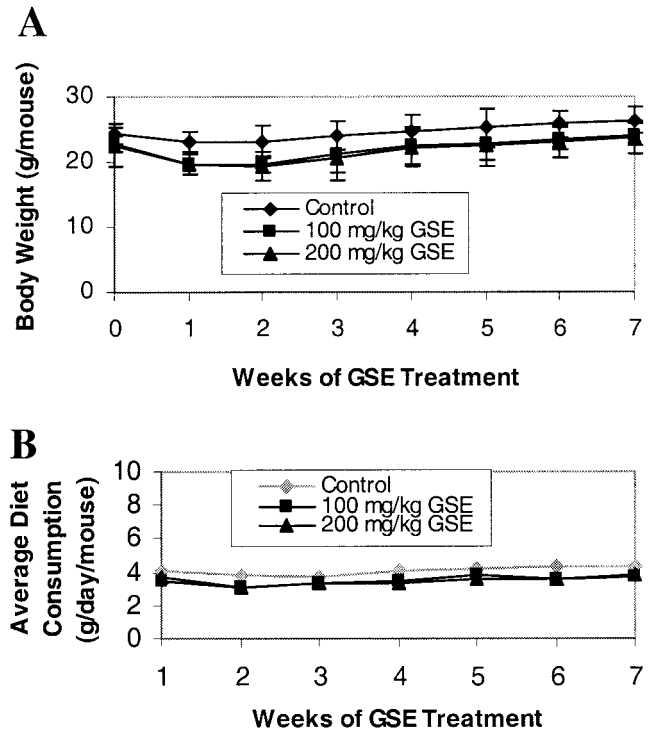 A
30
20
10
0
Body Weight (g/mouse)
Control
100 mg/kg GSE
200 mg/kg GSE
0 1 2 3 4 5 6 7
Weeks of GSE Treatment
B
10
8
6
4
2
0
Average Diet
Consumption
(g/day/mouse)
Control
100 mg/kg GSE
200 mg/kg GSE
1 2 3 4 5 6 7
Weeks of GSE Treatment